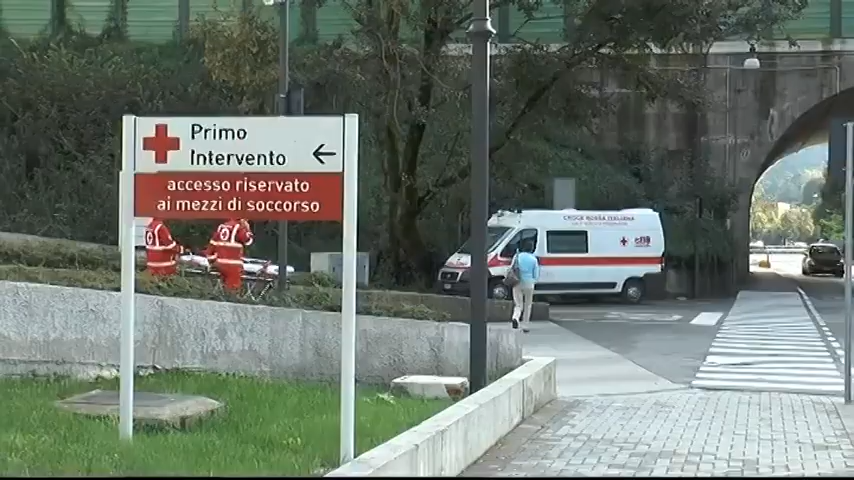 Primo
Intervento
accesso riservato
ai mezzi di soccorso
CROCE ROSSA ITALIANA